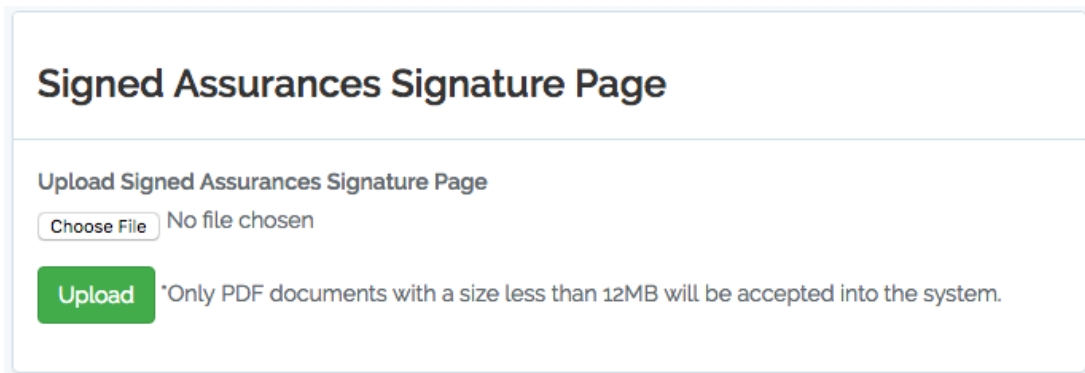 Signed Assurances Signature Page
Upload Signed Assurances Signature Page
Choose File No file chosen
Upload *Only PDF documents with a size less than 12MB will be accepted into the system.